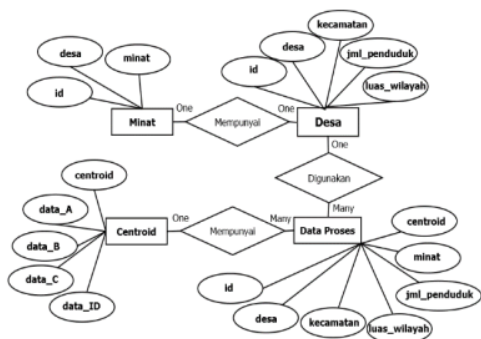 kecamatan
desa
minat
desa
jml_penduduk
id
id
luas_wilayah
One
One
Minat
Mempunyai
Desa
One
Digunakan
centroid
Many
data_A
One
Many
centroid
Centroid
Mempunyai
Data Proses
data_B
minat
data_C
id
jml_penduduk
data_ID
desa
kecamatan
luas_wilayah